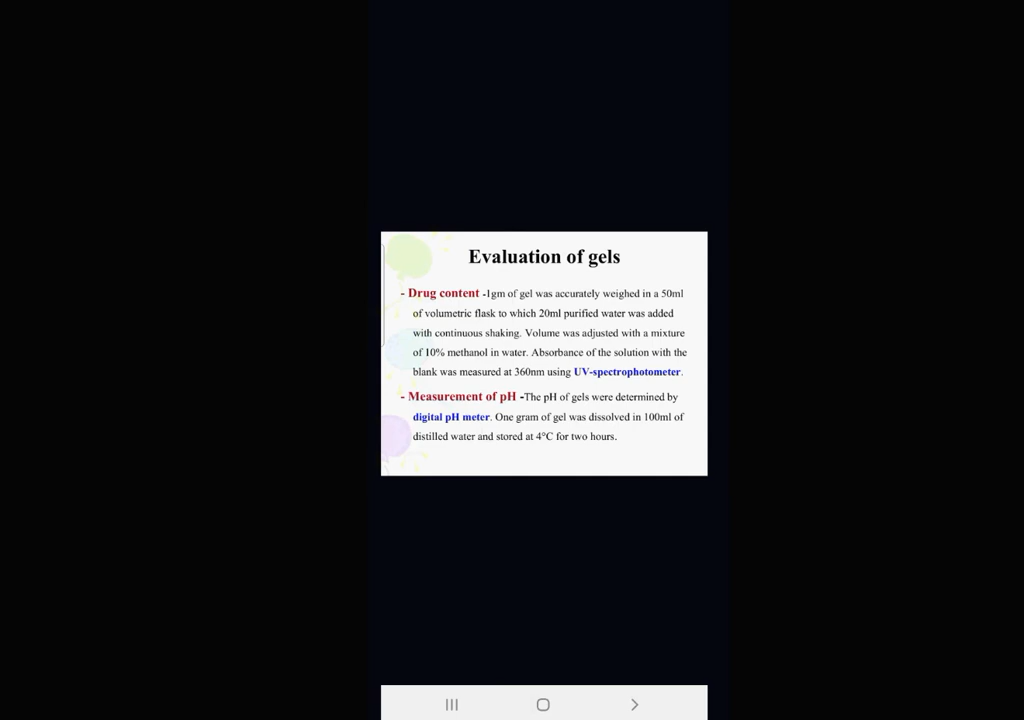 Evaluation of gels
- Drug content -1gm of gel was accurately weighed in a 50ml
of volumetric flask to which 20ml purified water was added
with continuous shaking. Volume was adjusted with a mixture
of 10% methanol in water. Absorbance of the solution with the
blank was measured at 360nm using UV-spectrophotometer.
- Measurement of pH -The pH of gels were determined by
digital pH meter. One gram of gel was dissolved in 100ml of
distilled water and stored at 4°C for two hours.